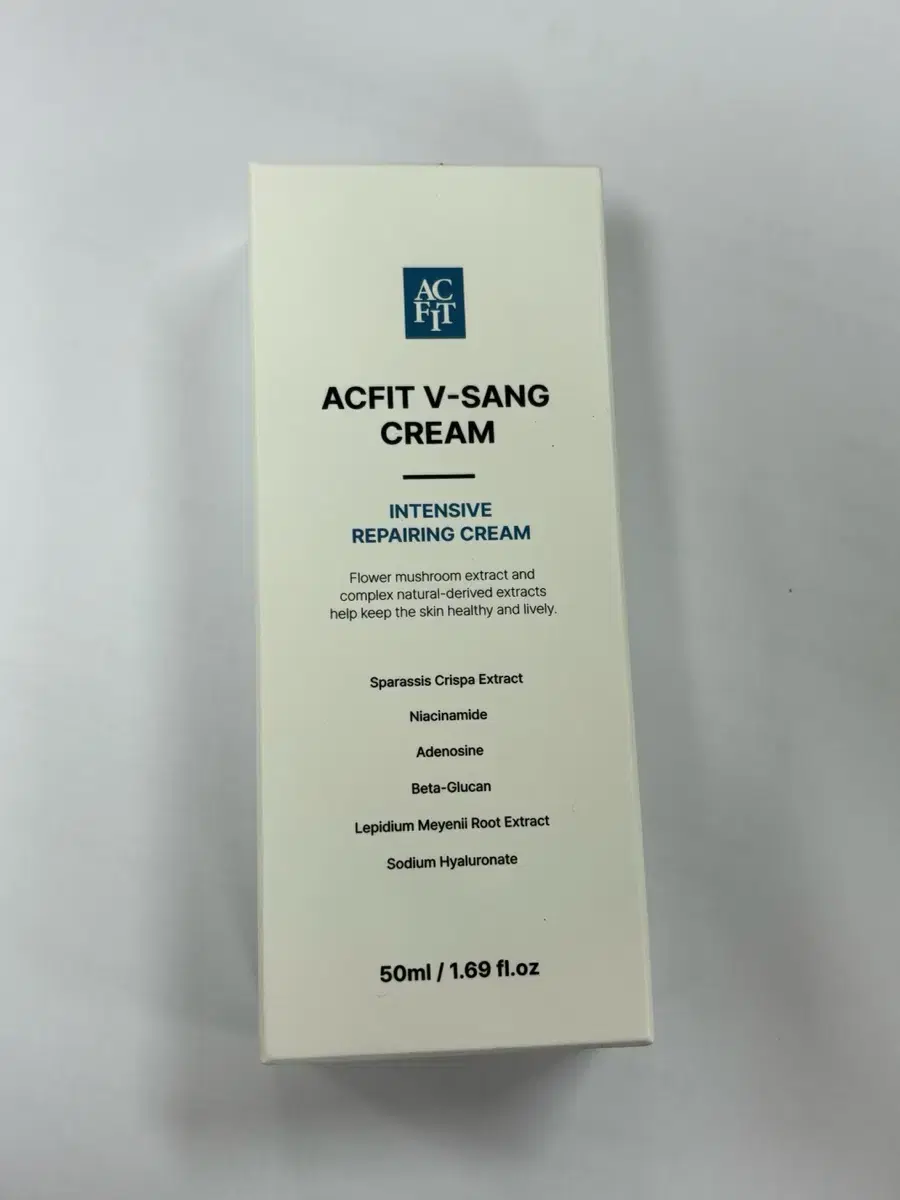 AC
FIT
ACFIT V-SANG
CREAM
INTENSIVE
REPAIRING CREAM
Flower mushroom extract and
complex natural-derived extracts
help keep the skin healthy and lively.
Sparassis Crispa Extract
Niacinamide
Adenosine
Beta-Glucan
Lepidium Meyenii Root Extract
Sodium Hyaluronate
50ml / 1.69 fl.oz